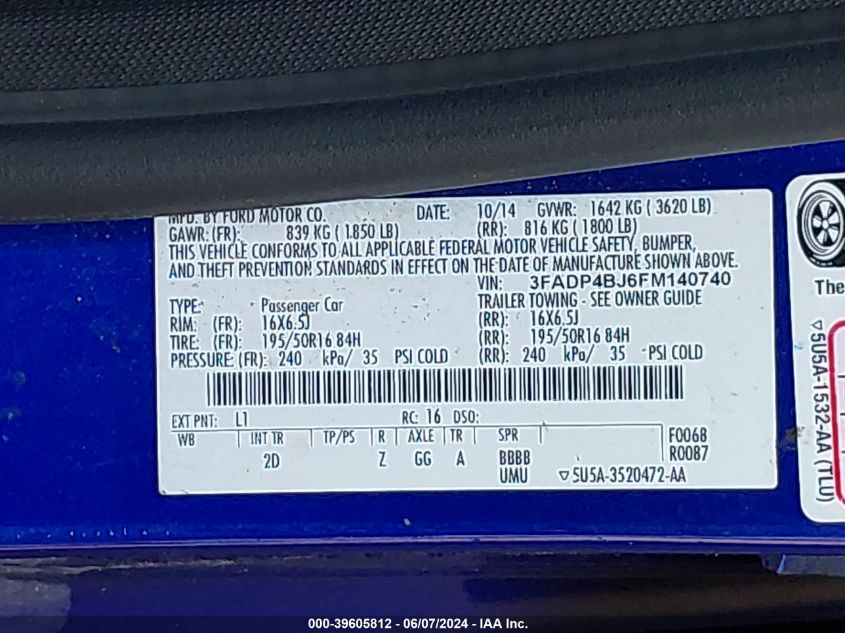 MFD. BY FORD MOTOR CO. DATE: 10/14 GVWR: 1642 KG ( 3620 LB)
GAWR: (FR): 839 KG ( 1850 LB) (RR): 816 KG ( 1800 LB)
THIS VEHICLE CONFORMS TO ALL APPLICABLE FEDERAL MOTOR VEHICLE SAFETY, BUMPER,
AND THEFT PREVENTION STANDARDS IN EFFECT ON THE DATE OF MANUFACTURE SHOWN ABOVE.
VIN: 3FADP4BJ6FM140740
TYPE: Passenger Car TRAILER TOWING - SEE OWNER GUIDE
RIM: (FR): 16X6.5J (RR): 16X6.5J
TIRE: (FR): 195/50R16 84H (RR): 195/50R16 84H
PRESSURE: (FR): 240 kPa/ 35 PSI COLD (RR): 240 kPa/ 35 PSI COLD
EXT PNT: L1 RC: 16 DSO:
WB INT TR TP/PS R AXLE TR SPR F0068
2D Z GG A BBBB R0087
UMU ▽5U5A-3520472-AA
The
▽5U5A-1532-AA (TLU)
000-39605812 - 06/07/2024 - IAA Inc.